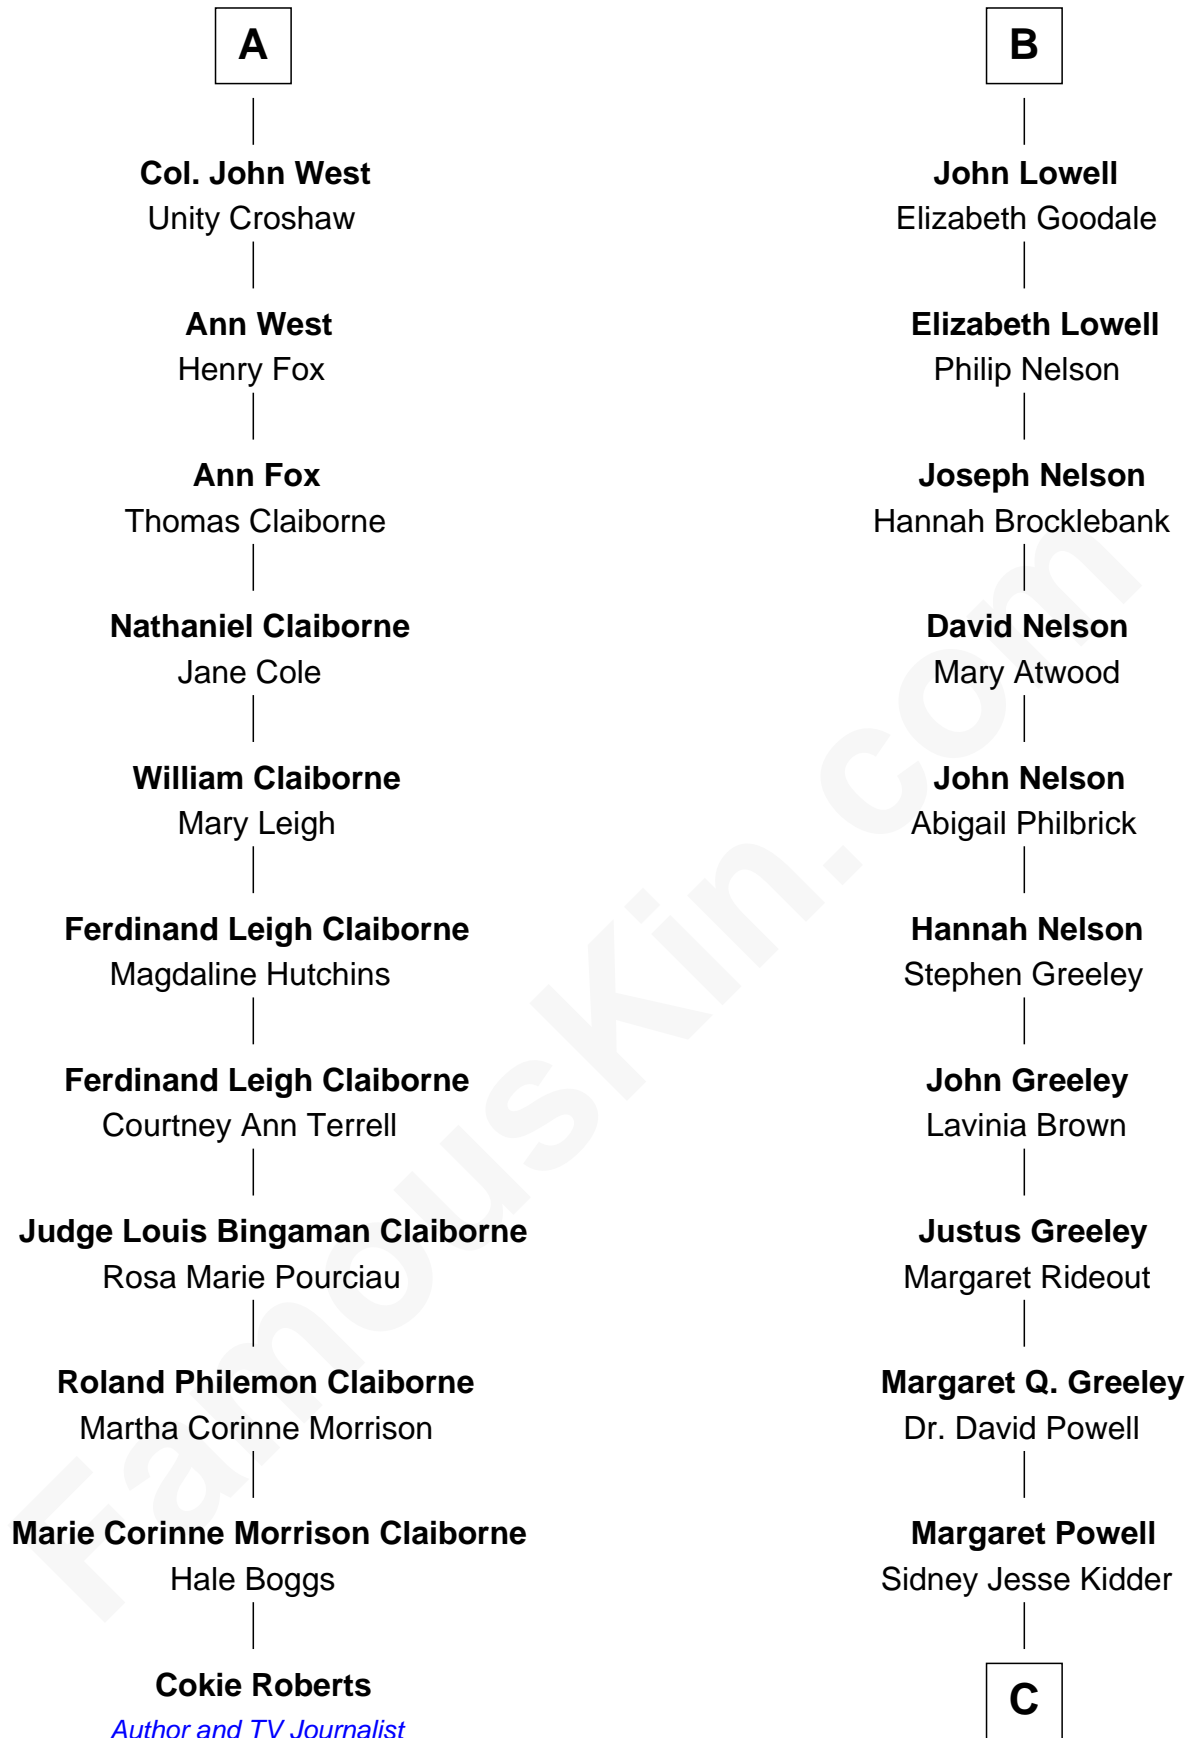 A
Col. John West
Unity Croshaw
Ann West
Henry Fox
Ann Fox
Thomas Claiborne
Nathaniel Claiborne
Jane Cole
William Claiborne
Mary Leigh
Ferdinand Leigh Claiborne
Magdaline Hutchins
Ferdinand Leigh Claiborne
Courtney Ann Terrell
Judge Louis Bingaman Claiborne
Rosa Marie Pourciau
Roland Philemon Claiborne
Martha Corinne Morrison
Marie Corinne Morrison Claiborne
Hale Boggs
Cokie Roberts
Author and TV Journalist
B
John Lowell
Elizabeth Goodale
Elizabeth Lowell
Philip Nelson
Joseph Nelson
Hannah Brocklebank
David Nelson
Mary Atwood
John Nelson
Abigail Philbrick
Hannah Nelson
Stephen Greeley
John Greeley
Lavinia Brown
Justus Greeley
Margaret Rideout
Margaret Q. Greeley
Dr. David Powell
Margaret Powell
Sidney Jesse Kidder
C
FamousKin.com